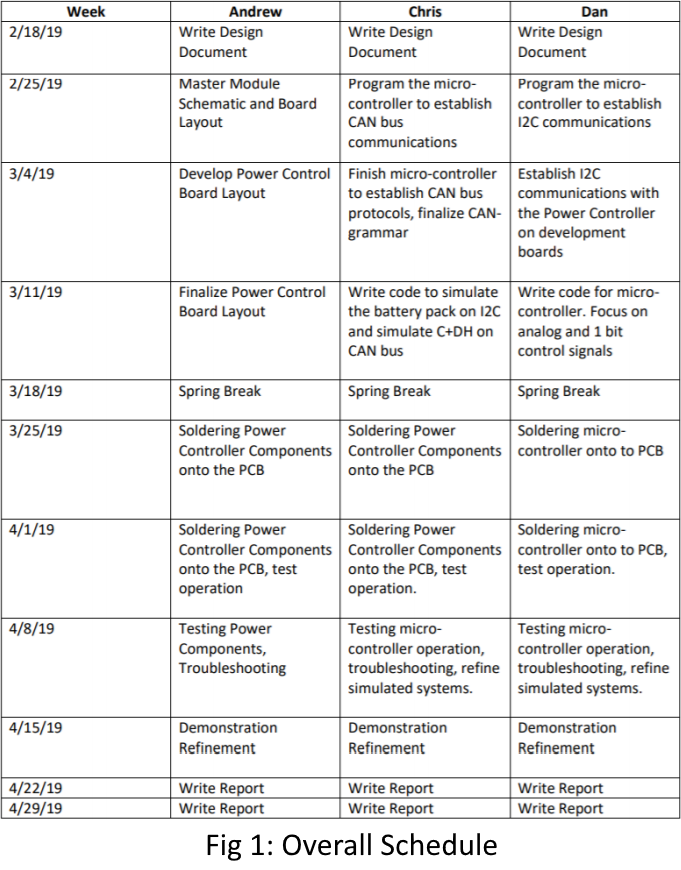 Week Andrew Chris Dan
2/18/19
Write Design
Document
Write Design
Document
Write Design
Document
2/25/19
Master Module
Schematic and Board
Layout
Program the micro-
controller to establish
CAN bus
communications
Program the micro-
controller to establish
I2C communications
3/4/19
Develop Power Control
Board Layout
Finish micro-controller
to establish CAN bus
protocols, finalize CAN-
grammar
Establish I2C
communications with
the Power Controller
on development
boards
3/11/19
Finalize Power Control
Board Layout
Write code to simulate
the battery pack on I2C
and simulate C+DH on
CAN bus
Write code for micro-
controller. Focus on
analog and 1 bit
control signals
3/18/19
Spring Break
Spring Break
Spring Break
3/25/19
Soldering Power
Controller Components
onto the PCB
Soldering Power
Controller Components
onto the PCB
Soldering micro-
controller onto to PCB
4/1/19
Soldering Power
Controller Components
onto the PCB, test
operation
Soldering Power
Controller Components
onto the PCB, test
operation.
Soldering micro-
controller onto to PCB,
test operation.
4/8/19
Testing Power
Components,
Troubleshooting
Testing micro-
controller operation,
troubleshooting, refine
simulated systems.
Testing micro-
controller operation,
troubleshooting, refine
simulated systems.
4/15/19
Demonstration
Refinement
Demonstration
Refinement
Demonstration
Refinement
4/22/19
Write Report
Write Report
Write Report
4/29/19
Write Report
Write Report
Write Report
Fig 1: Overall Schedule